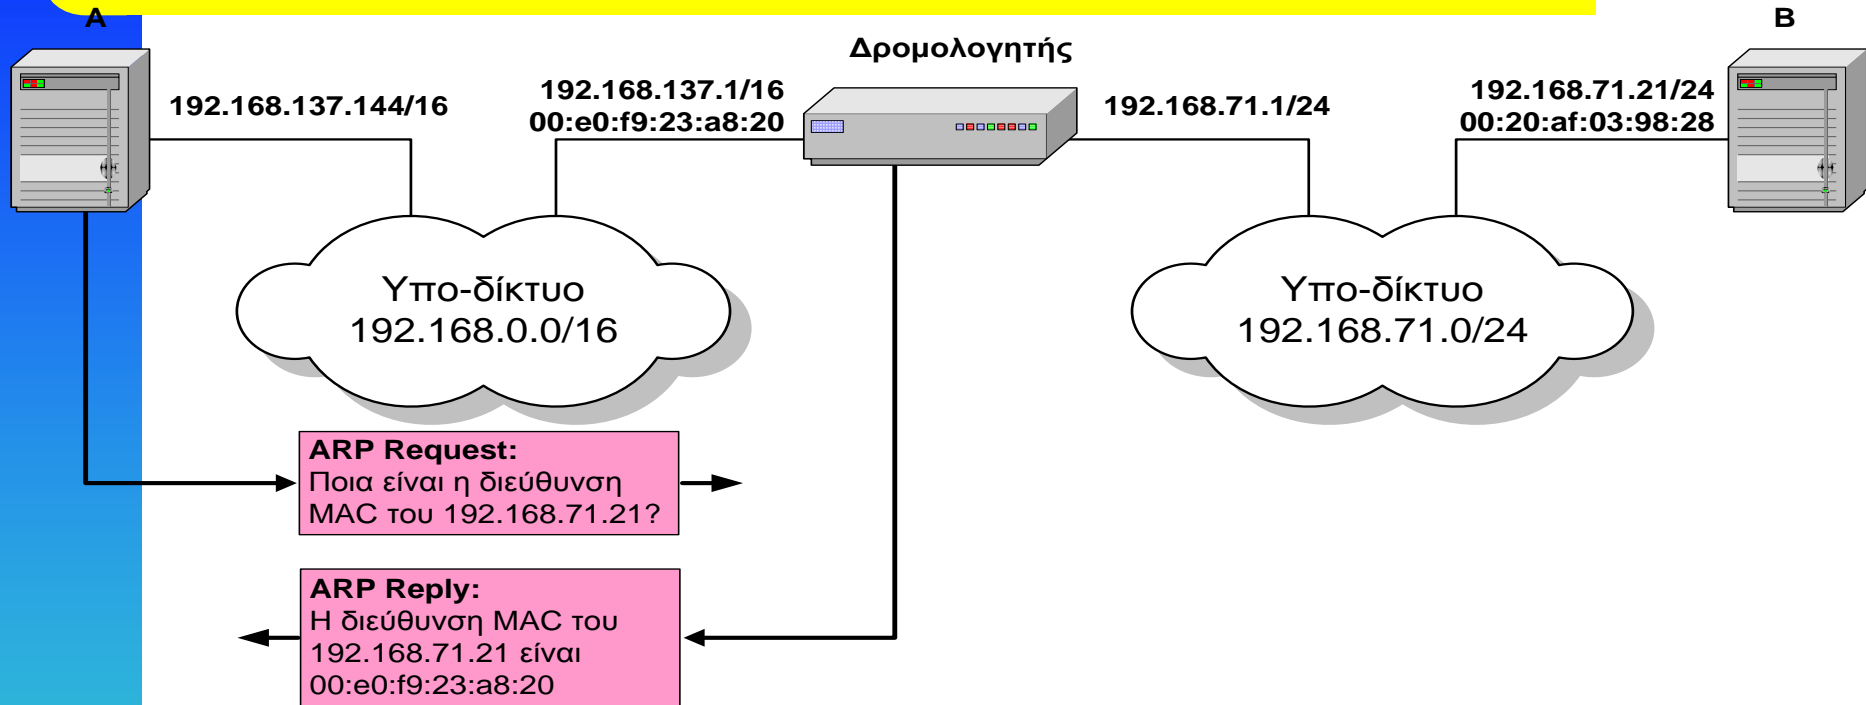 A
B
Δρομολογητής
192.168.137.144/16
192.168.137.1/16
00:e0:f9:23:a8:20
192.168.71.1/24
192.168.71.21/24
00:20:af:03:98:28
Υπο-δίκτυο
192.168.0.0/16
Υπο-δίκτυο
192.168.71.0/24
ARP Request:
Ποια είναι η διεύθυνση
MAC του 192.168.71.21?
ARP Reply:
Η διεύθυνση MAC του
192.168.71.21 είναι
00:e0:f9:23:a8:20